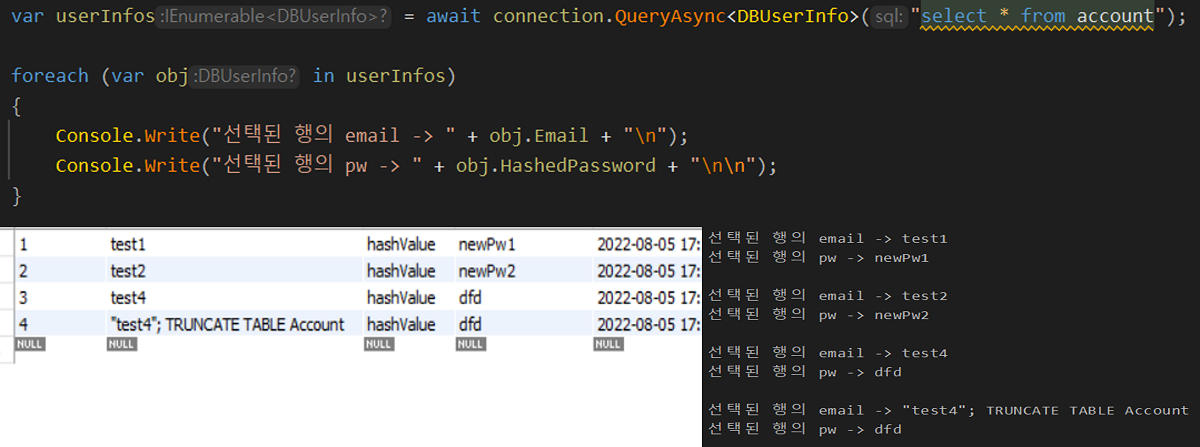 var userInfos :IEnumerable<DBUserInfo>? = await connection.QueryAsync<DBUserInfo>( sql: "select * from account");
foreach (var obj :DBUserInfo? in userInfos)
{
Console.Write("선택된 행의 email -> " + obj.Email + "\n");
Console.Write("선택된 행의 pw -> " + obj.HashedPassword + "\n\n");
}
1 test1 hashValue newPw1 2022-08-05 17:
2 test2 hashValue newPw2 2022-08-05 17:
3 test4 hashValue dfd 2022-08-05 17:
4 "test4"; TRUNCATE TABLE Account hashValue dfd 2022-08-05 17:
NULL NULL NULL NULL NULL
선택된 행의 email -> test1
선택된 행의 pw -> newPw1
선택된 행의 email -> test2
선택된 행의 pw -> newPw2
선택된 행의 email -> test4
선택된 행의 pw -> dfd
선택된 행의 email -> "test4"; TRUNCATE TABLE Account
선택된 행의 pw -> dfd